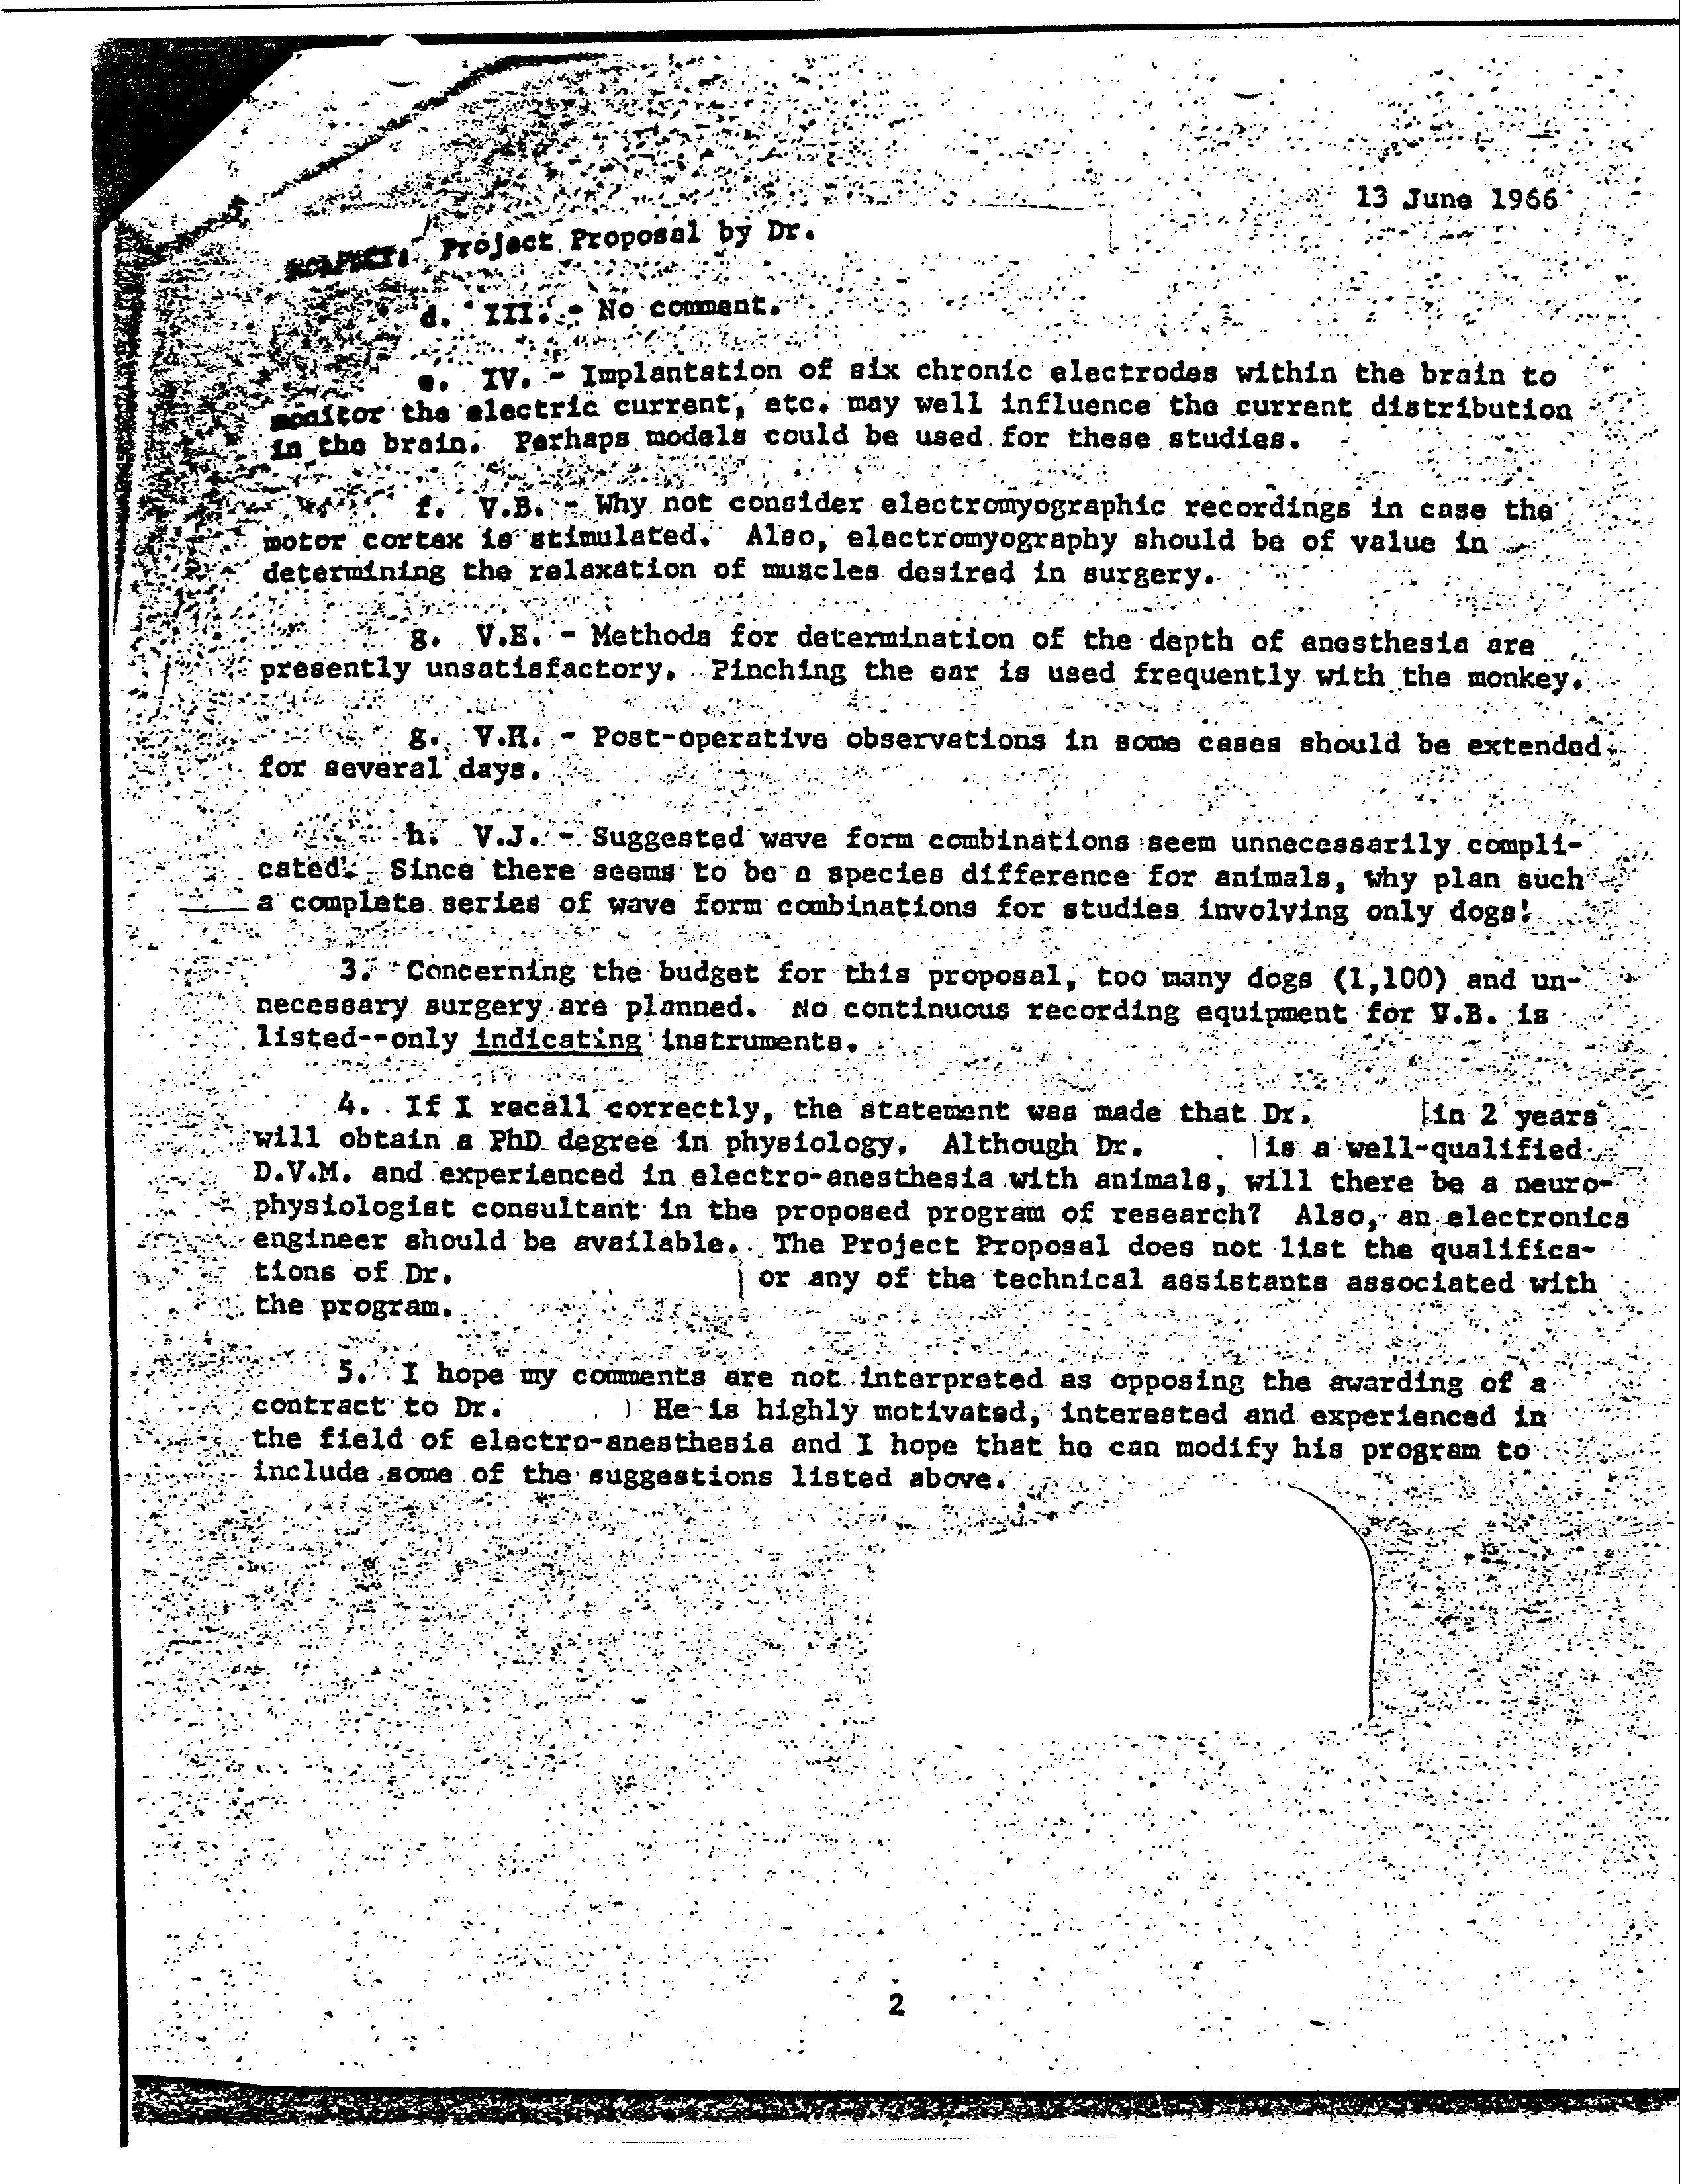 13 June 1966
Project Proposal by Dr.
d. III. - No comment.
e. IV. - Implantation of six chronic electrodes within the brain to
monitor the electric current, etc. may well influence the current distribution
in the brain. Perhaps models could be used for these studies.
f. V.B. - Why not consider electromyographic recordings in case the
motor cortex is stimulated. Also, electromyography should be of value in
determining the relaxation of muscles desired in surgery.
g. V.E. - Methods for determination of the depth of anesthesia are
presently unsatisfactory. Pinching the ear is used frequently with the monkey.
g. V.H. - Post-operative observations in some cases should be extended
for several days.
h. V.J. - Suggested wave form combinations seem unnecessarily compli-
cated. Since there seems to be a species difference for animals, why plan such
a complete series of wave form combinations for studies involving only dogs!
3. Concerning the budget for this proposal, too many dogs (1,100) and un-
necessary surgery are planned. No continuous recording equipment for V.B. is
listed--only indicating instruments.
4. If I recall correctly, the statement was made that Dr. in 2 years
will obtain a PhD degree in physiology. Although Dr. is a well-qualified
D.V.M. and experienced in electro-anesthesia with animals, will there be a neuro-
physiologist consultant in the proposed program of research? Also, an electronics
engineer should be available. The Project Proposal does not list the qualifica-
tions of Dr. or any of the technical assistants associated with
the program.
5. I hope my comments are not interpreted as opposing the awarding of a
contract to Dr. He is highly motivated, interested and experienced in
the field of electro-anesthesia and I hope that he can modify his program to
include some of the suggestions listed above.
2